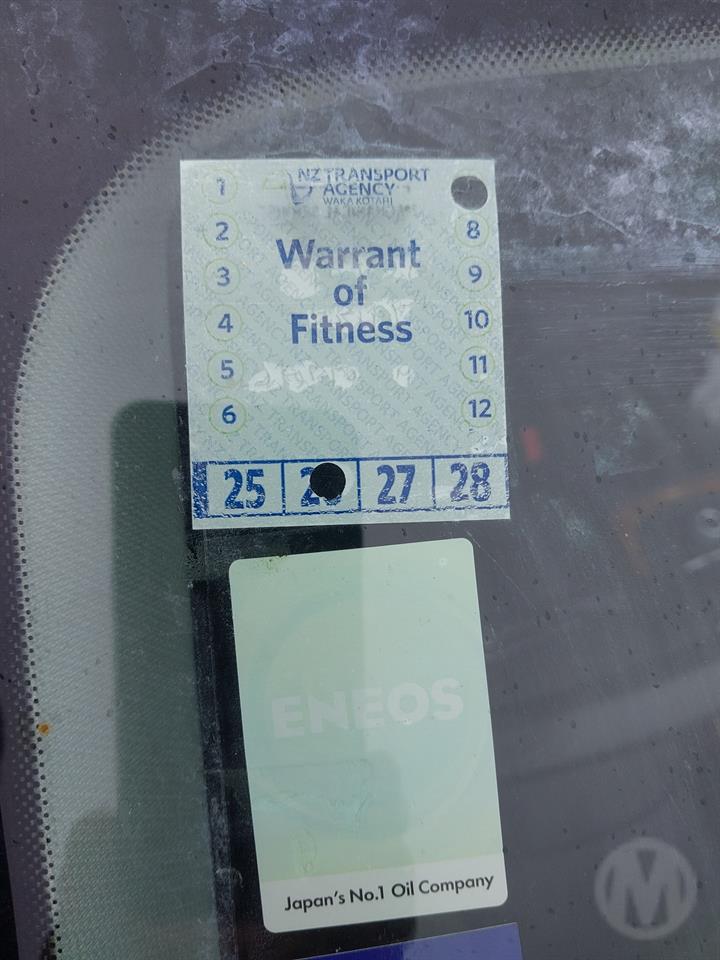 NZ TRANSPORT
AGENCY
WAKA KOTAHI
1
2
3
4
5
6
8
9
10
11
12
Warrant
of
Fitness
25
27
28
ENEOS
Japan's No.1 Oil Company
M